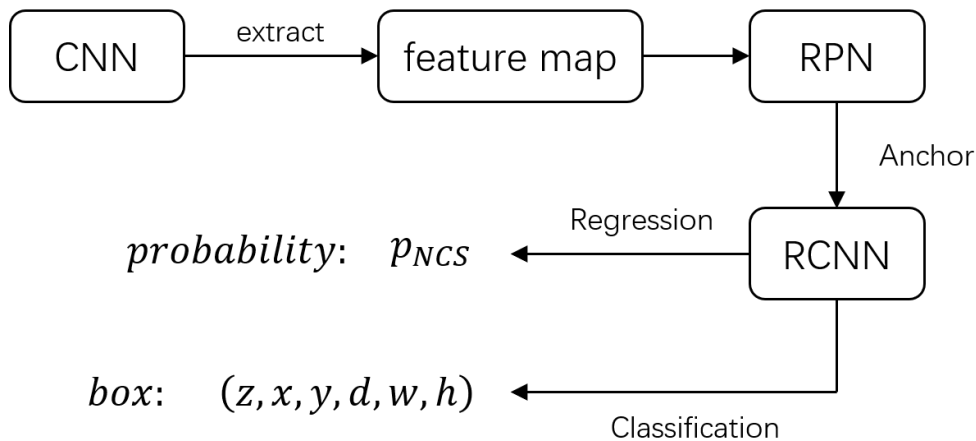 CNN
extract
feature map
RPN
Anchor
Regression
probability: p_NCS
RCNN
box: (z, x, y, d, w, h)
Classification